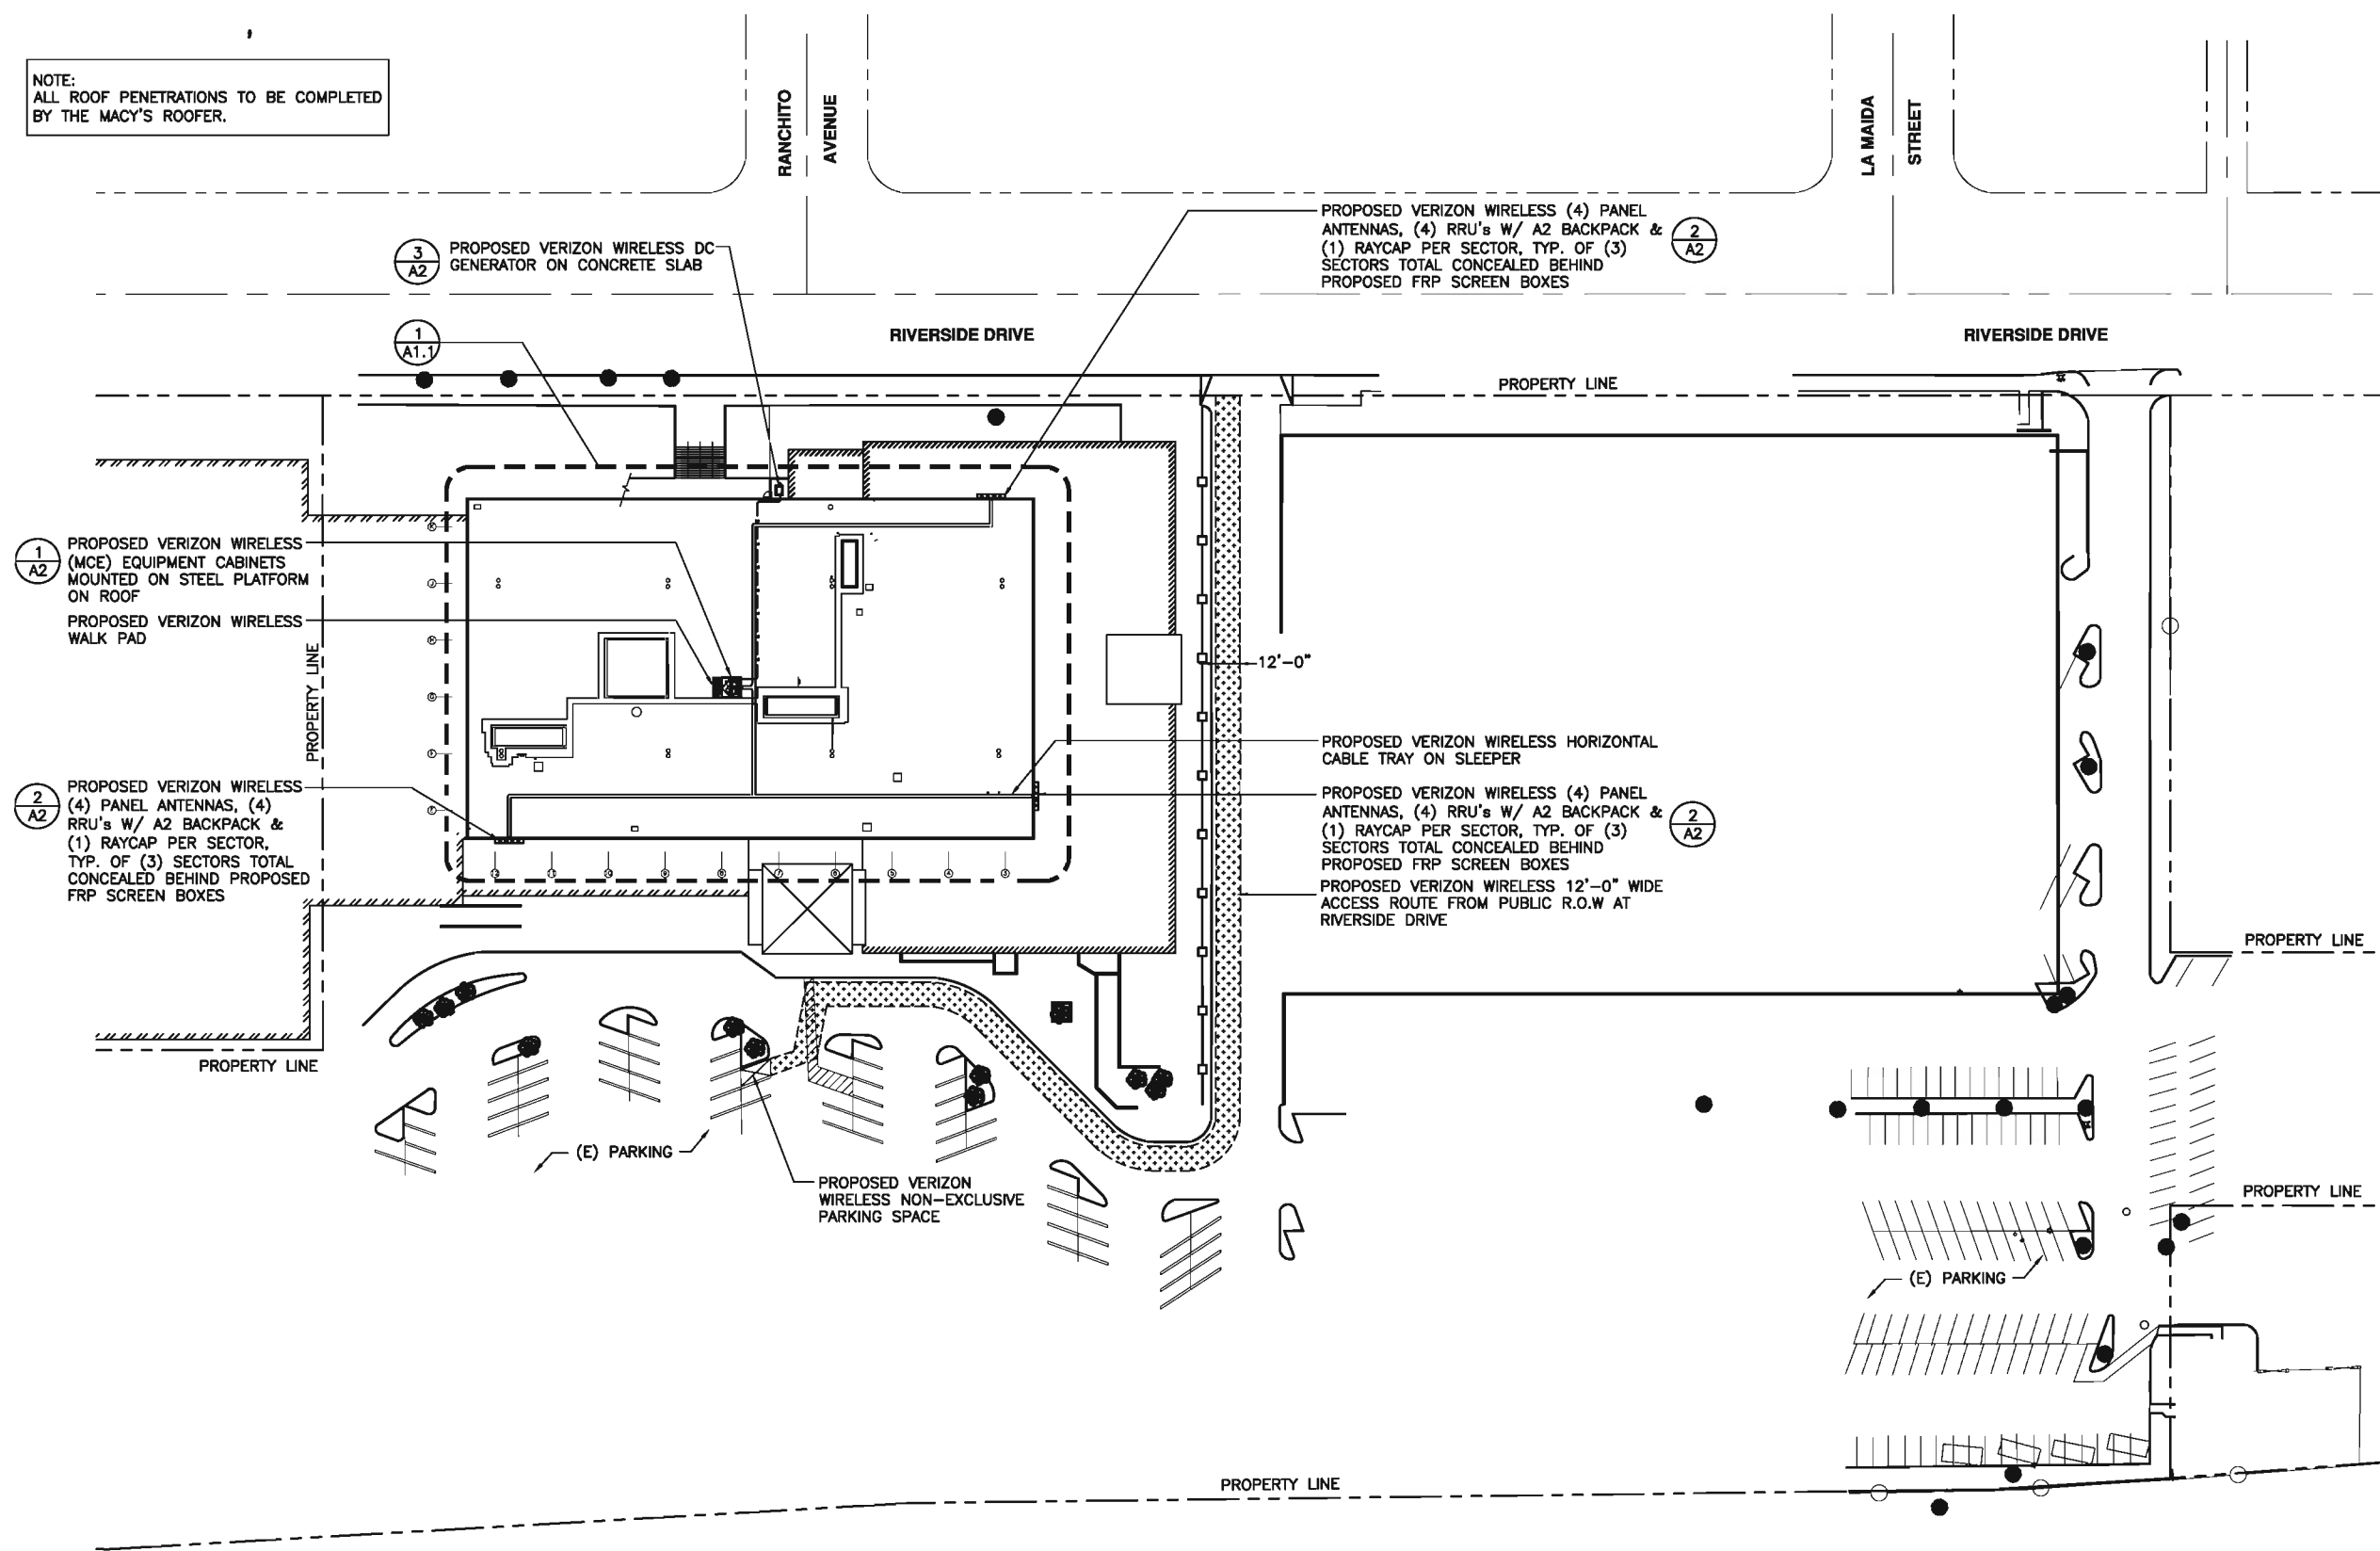 NOTE:
ALL ROOF PENETRATIONS TO BE COMPLETED
BY THE MACY'S ROOFER.
RANCHITO
AVENUE
LA MAIDA
STREET
3
A2
PROPOSED VERIZON WIRELESS DC
GENERATOR ON CONCRETE SLAB
PROPOSED VERIZON WIRELESS (4) PANEL
ANTENNAS, (4) RRU's W/ A2 BACKPACK &
(1) RAYCAP PER SECTOR, TYP. OF (3)
SECTORS TOTAL CONCEALED BEHIND
PROPOSED FRP SCREEN BOXES
2
A2
1
A1.1
RIVERSIDE DRIVE
RIVERSIDE DRIVE
PROPERTY LINE
1
A2
PROPOSED VERIZON WIRELESS
(MCE) EQUIPMENT CABINETS
MOUNTED ON STEEL PLATFORM
ON ROOF
PROPOSED VERIZON WIRELESS
WALK PAD
PROPERTY LINE
12'-0"
2
A2
PROPOSED VERIZON WIRELESS
(4) PANEL ANTENNAS, (4)
RRU's W/ A2 BACKPACK &
(1) RAYCAP PER SECTOR,
TYP. OF (3) SECTORS TOTAL
CONCEALED BEHIND PROPOSED
FRP SCREEN BOXES
PROPOSED VERIZON WIRELESS HORIZONTAL
CABLE TRAY ON SLEEPER
PROPOSED VERIZON WIRELESS (4) PANEL
ANTENNAS, (4) RRU's W/ A2 BACKPACK &
(1) RAYCAP PER SECTOR, TYP. OF (3)
SECTORS TOTAL CONCEALED BEHIND
PROPOSED FRP SCREEN BOXES
2
A2
PROPOSED VERIZON WIRELESS 12'-0" WIDE
ACCESS ROUTE FROM PUBLIC R.O.W AT
RIVERSIDE DRIVE
PROPERTY LINE
PROPERTY LINE
(E) PARKING
PROPOSED VERIZON
WIRELESS NON-EXCLUSIVE
PARKING SPACE
PROPERTY LINE
(E) PARKING
PROPERTY LINE